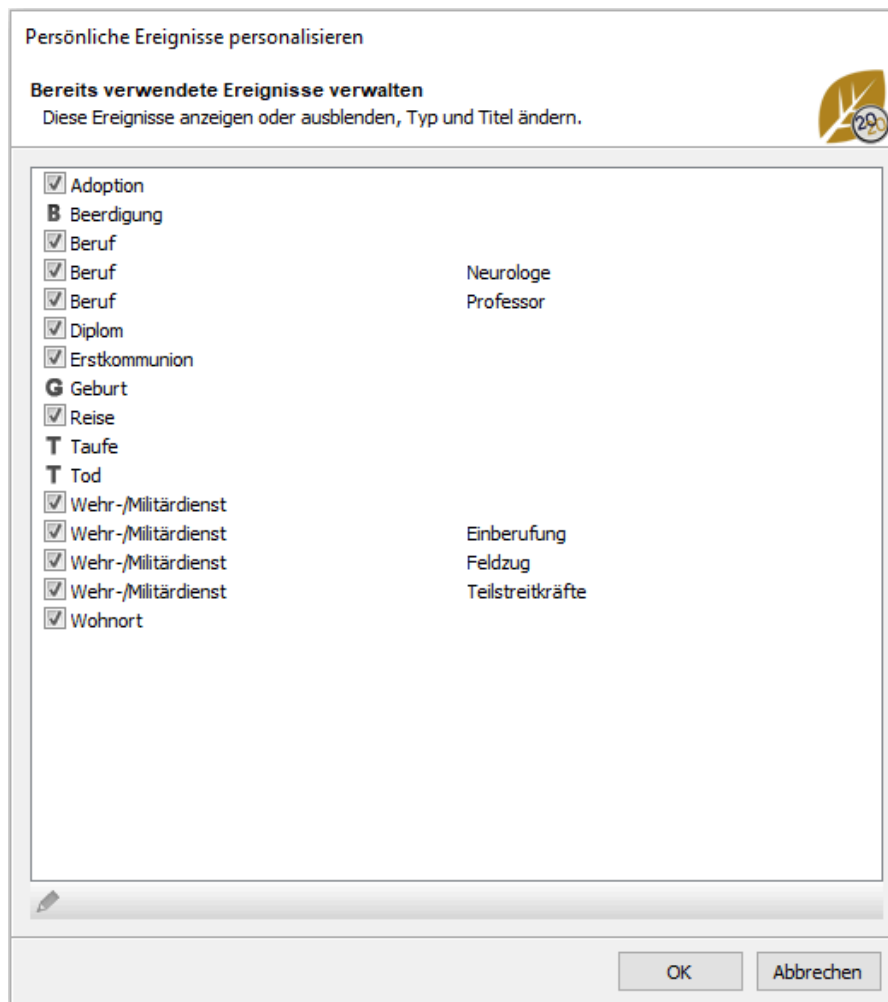 Persönliche Ereignisse personalisieren
Bereits verwendete Ereignisse verwalten
Diese Ereignisse anzeigen oder ausblenden, Typ und Titel ändern.
2020
Adoption
B Beerdigung
Beruf
Beruf Neurologe
Beruf Professor
Diplom
Erstkommunion
G Geburt
Reise
T Taufe
T Tod
Wehr-/Militärdienst
Wehr-/Militärdienst Einberufung
Wehr-/Militärdienst Feldzug
Wehr-/Militärdienst Teilstreitkräfte
Wohnort
OK Abbrechen